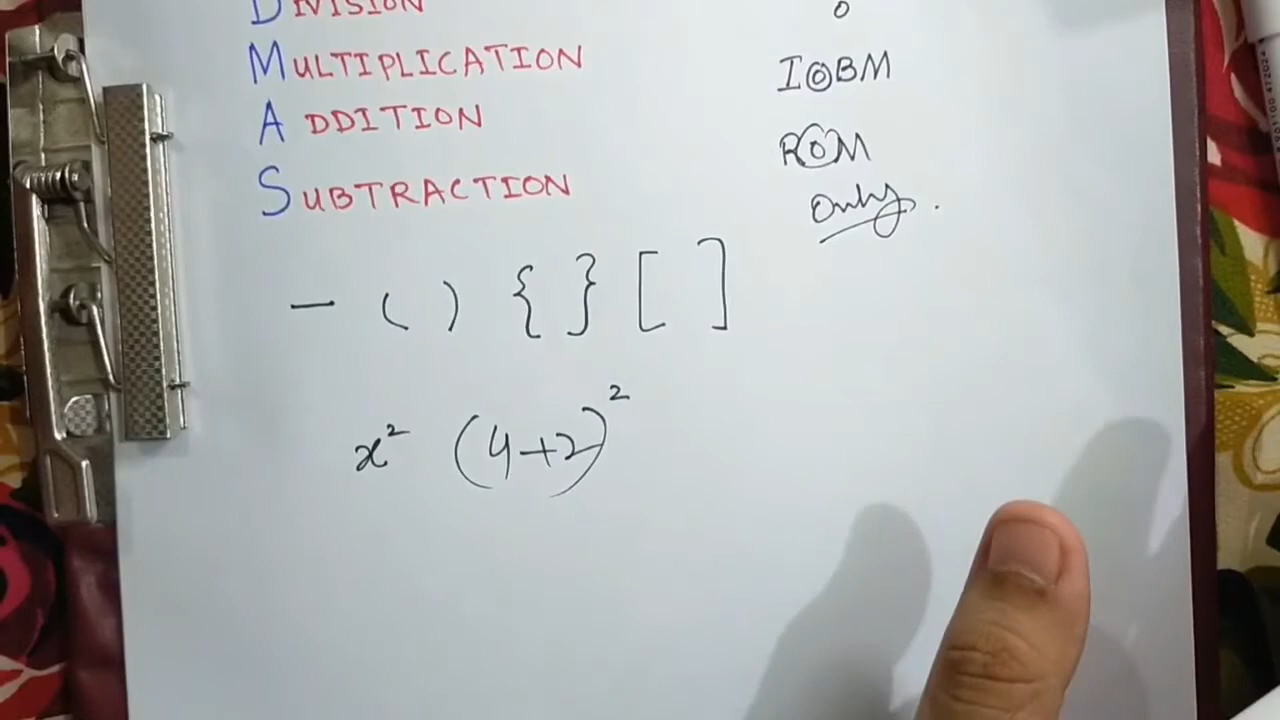 DIVISION
MULTIPLICATION
ADDITION
SUBTRACTION
O
IOBM
ROM
Only.
— ( ) { } [ ]
x² (4+2)²